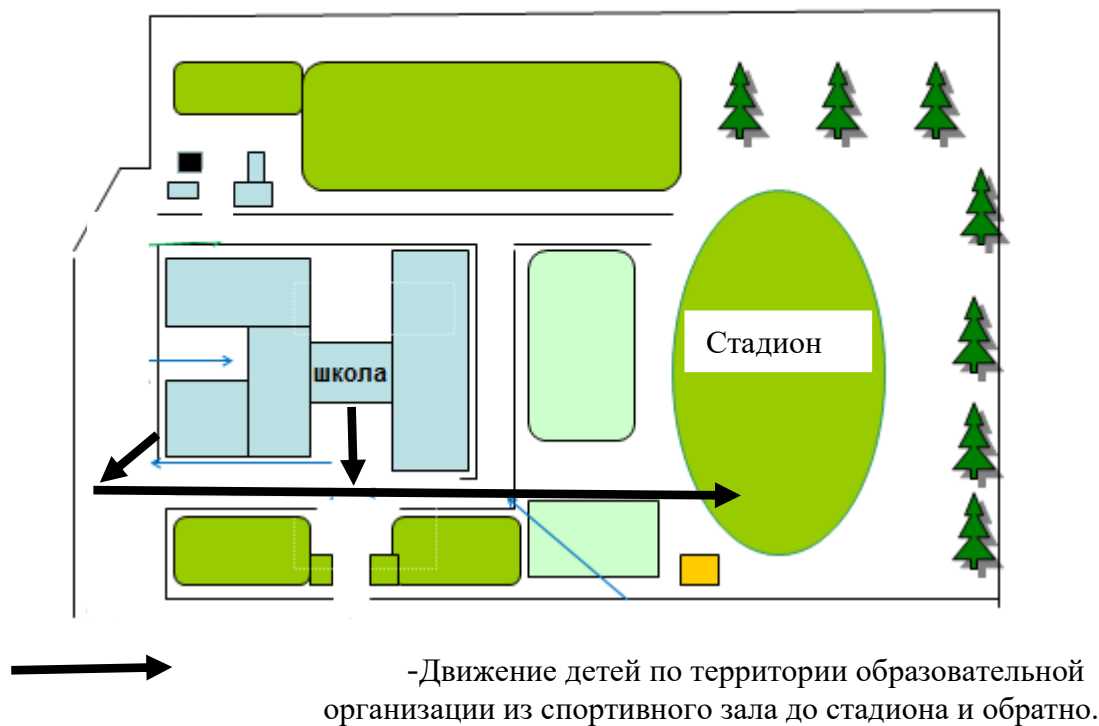 Стадион
школа
-Движение детей по территории образовательной
организации из спортивного зала до стадиона и обратно.